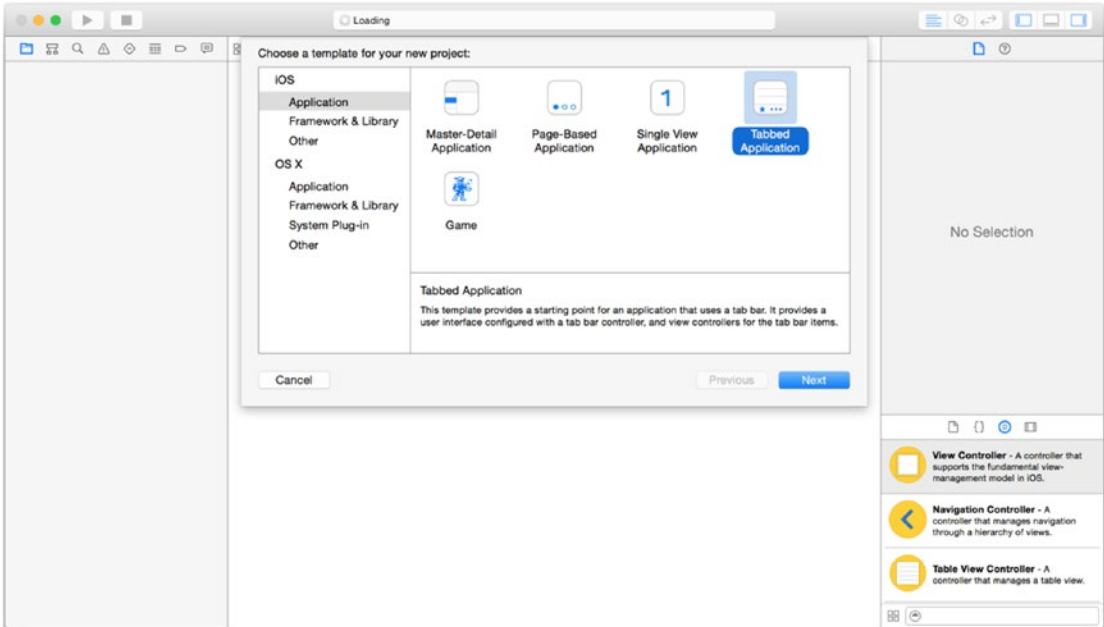 Loading
Choose a template for your new project:
iOS
Application
Framework & Library
Other
OS X
Application
Framework & Library
System Plug-in
Other
Master-Detail
Application
Page-Based
Application
1
Single View
Application
Tabbed
Application
Game
Tabbed Application
This template provides a starting point for an application that uses a tab bar. It provides a
user interface configured with a tab bar controller, and view controllers for the tab bar items.
Cancel
Previous
Next
No Selection
{}
View Controller - A controller that
supports the fundamental view-
management model in iOS.
Navigation Controller - A
controller that manages navigation
through a hierarchy of views.
Table View Controller - A
controller that manages a table view.